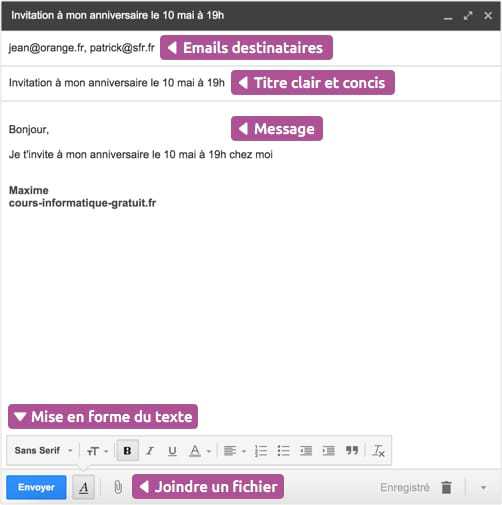 Invitation à mon anniversaire le 10 mai à 19h
jean@orange.fr, patrick@sfr.fr Emails destinataires
Invitation à mon anniversaire le 10 mai à 19h Titre clair et concis
Bonjour, Message
Je t'invite à mon anniversaire le 10 mai à 19h chez moi
Maxime
cours-informatique-gratuit.fr
Mise en forme du texte
Sans Serif TT B I U A Tx
Envoyer A Joindre un fichier Enregistré